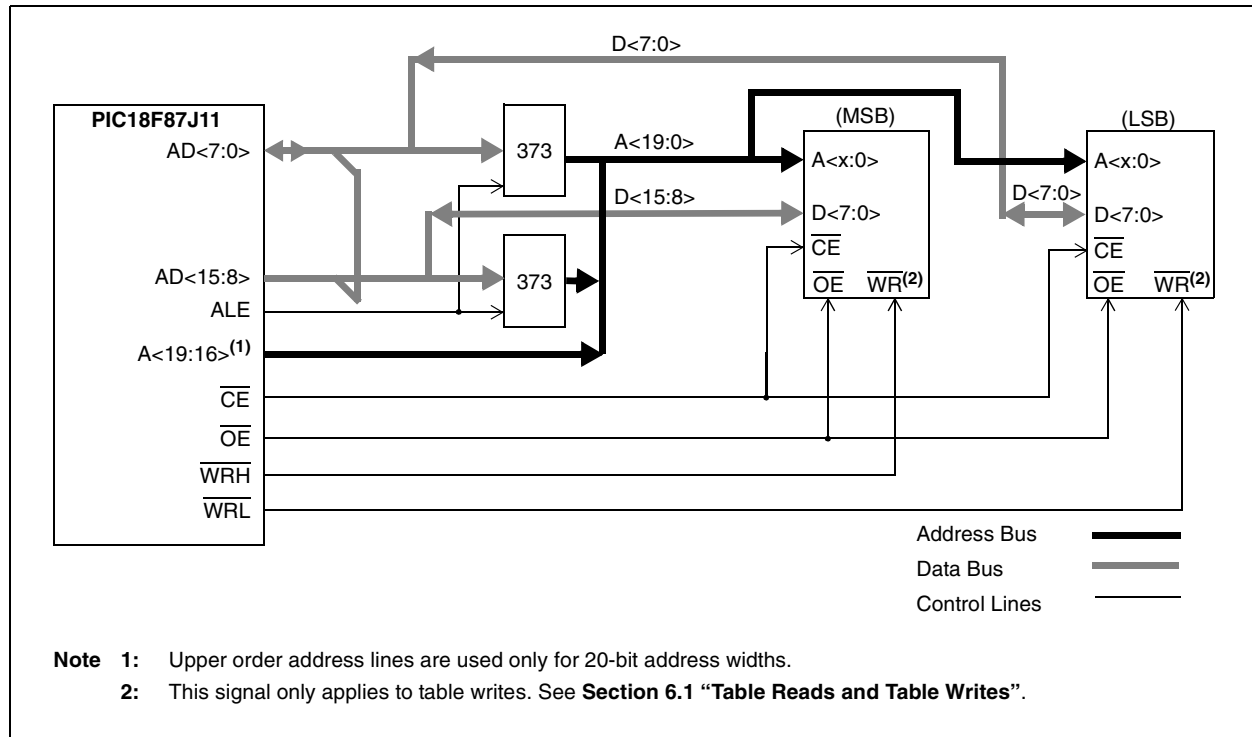 D<7:0>
PIC18F87J11
AD<7:0>
373
A<19:0>
D<15:8>
(MSB)
A<x:0>
D<7:0>
CE
OE WR(2)
(LSB)
D<7:0>
A<x:0>
D<7:0>
CE
OE WR(2)
AD<15:8>
373
ALE
A<19:16>(1)
CE
OE
WRH
WRL
Address Bus
Data Bus
Control Lines
Note 1: Upper order address lines are used only for 20-bit address widths.
2: This signal only applies to table writes. See Section 6.1 “Table Reads and Table Writes”.